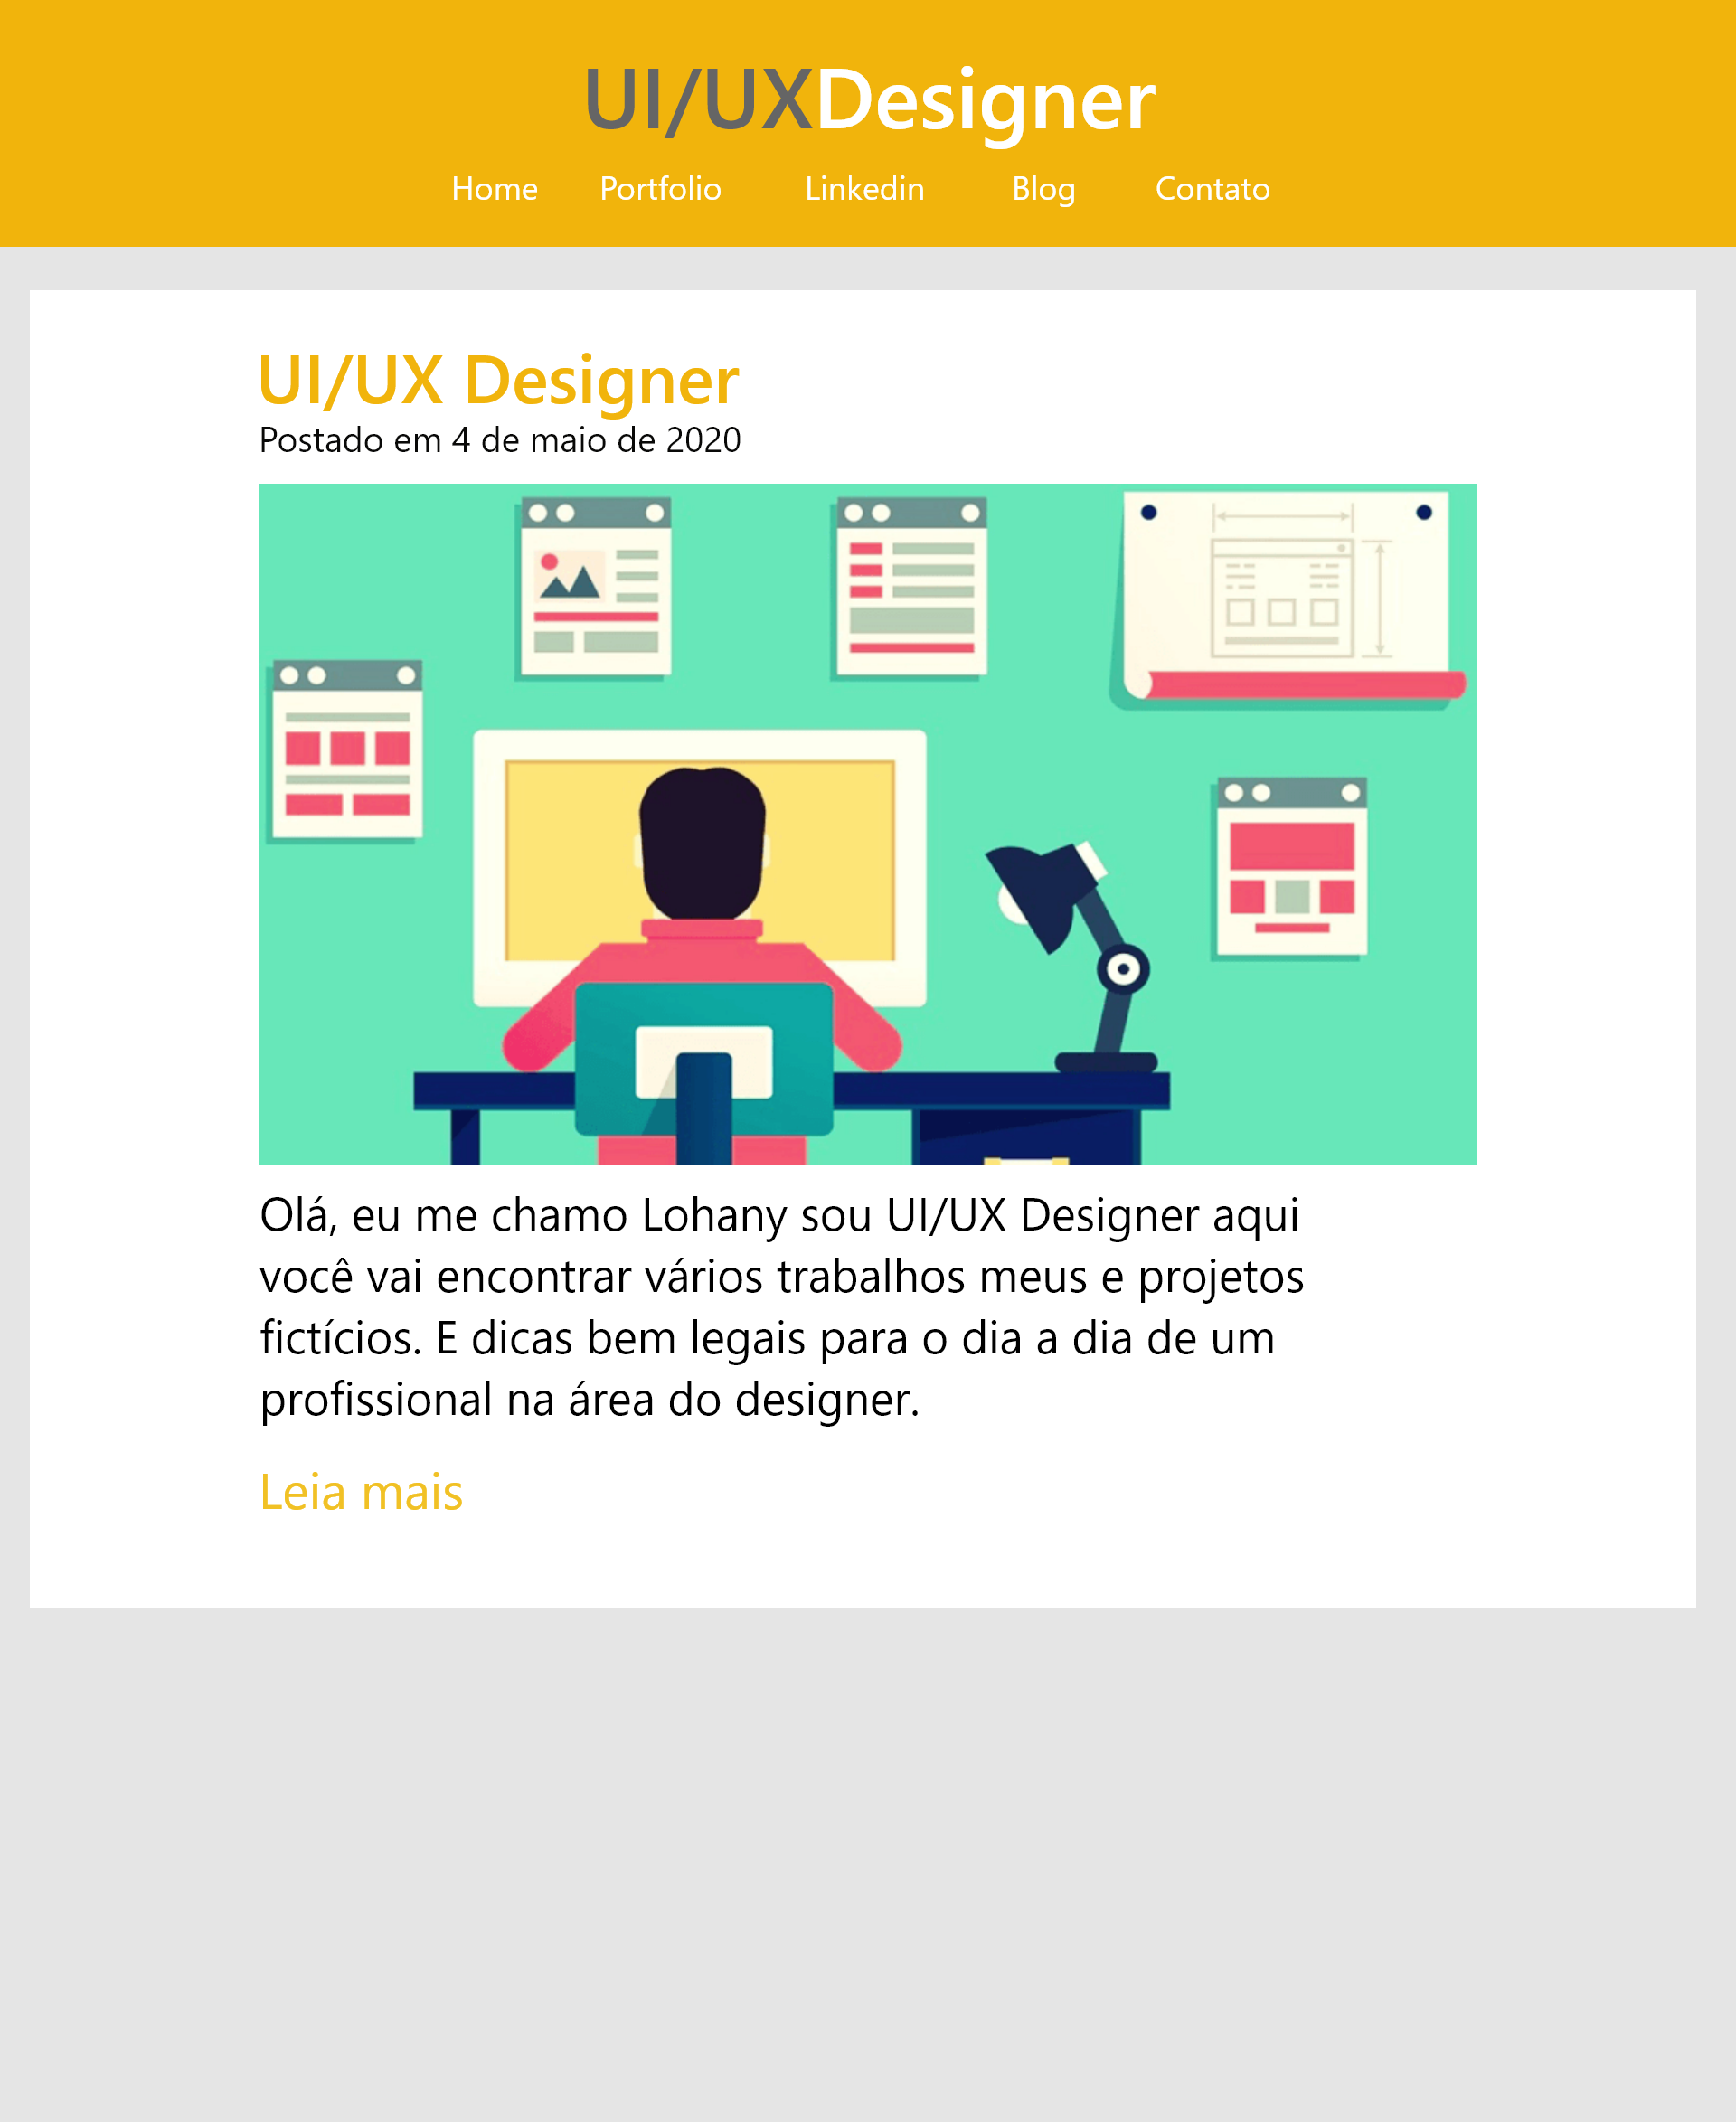 UI/UXDesigner
Home Portfolio Linkedin Blog Contato
UI/UX Designer
Postado em 4 de maio de 2020
Olá, eu me chamo Lohany sou UI/UX Designer aqui
você vai encontrar vários trabalhos meus e projetos
fictícios. E dicas bem legais para o dia a dia de um
profissional na área do designer.
Leia mais